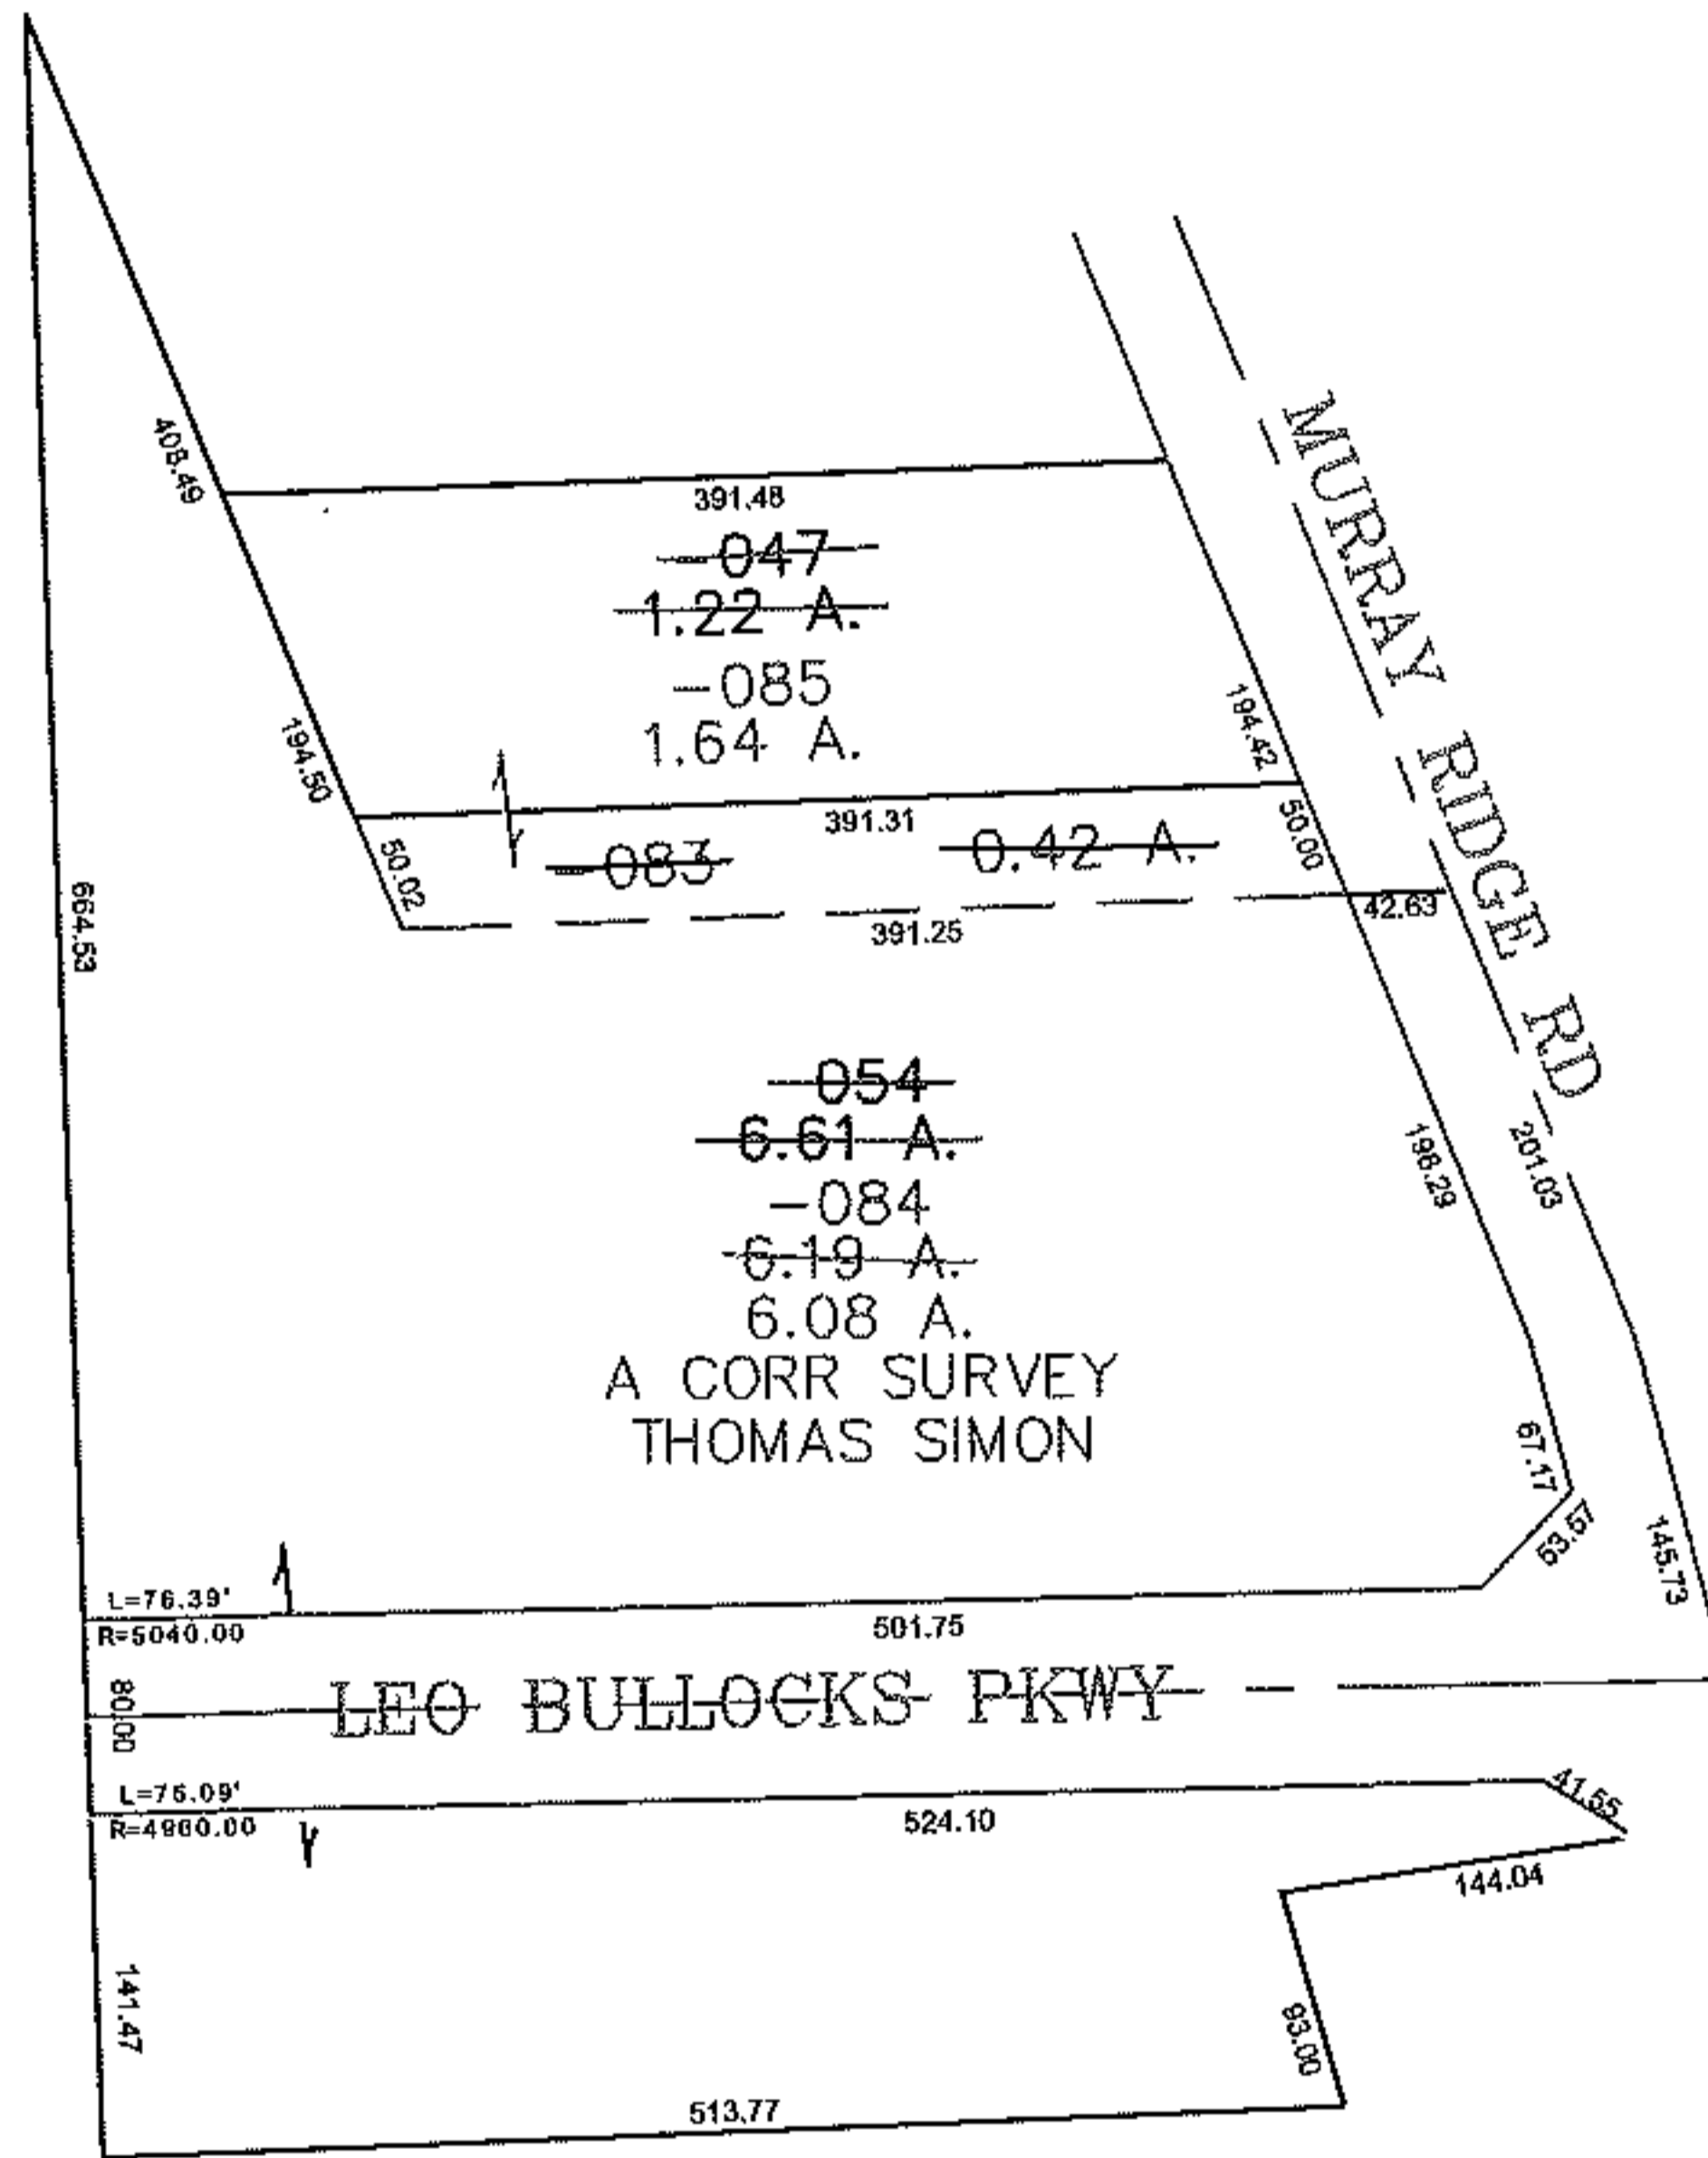 MURRAY RIDGE RD
408.49
391.48
-047
1.22 A.
-085
1.64 A.
194.50
194.42
391.31
50.00
50.02
-083
0.42 A.
42.63
391.25
664.53
-054
6.61 A.
-084
6.19 A.
6.08 A.
A CORR SURVEY
THOMAS SIMON
198.29
201.03
67.17
53.57
145.73
L=76.39'
R=5040.00
501.75
80.00
LEO BULLOCKS PKWY
L=75.09'
R=4960.00
524.10
41.55
144.04
141.47
93.00
513.77